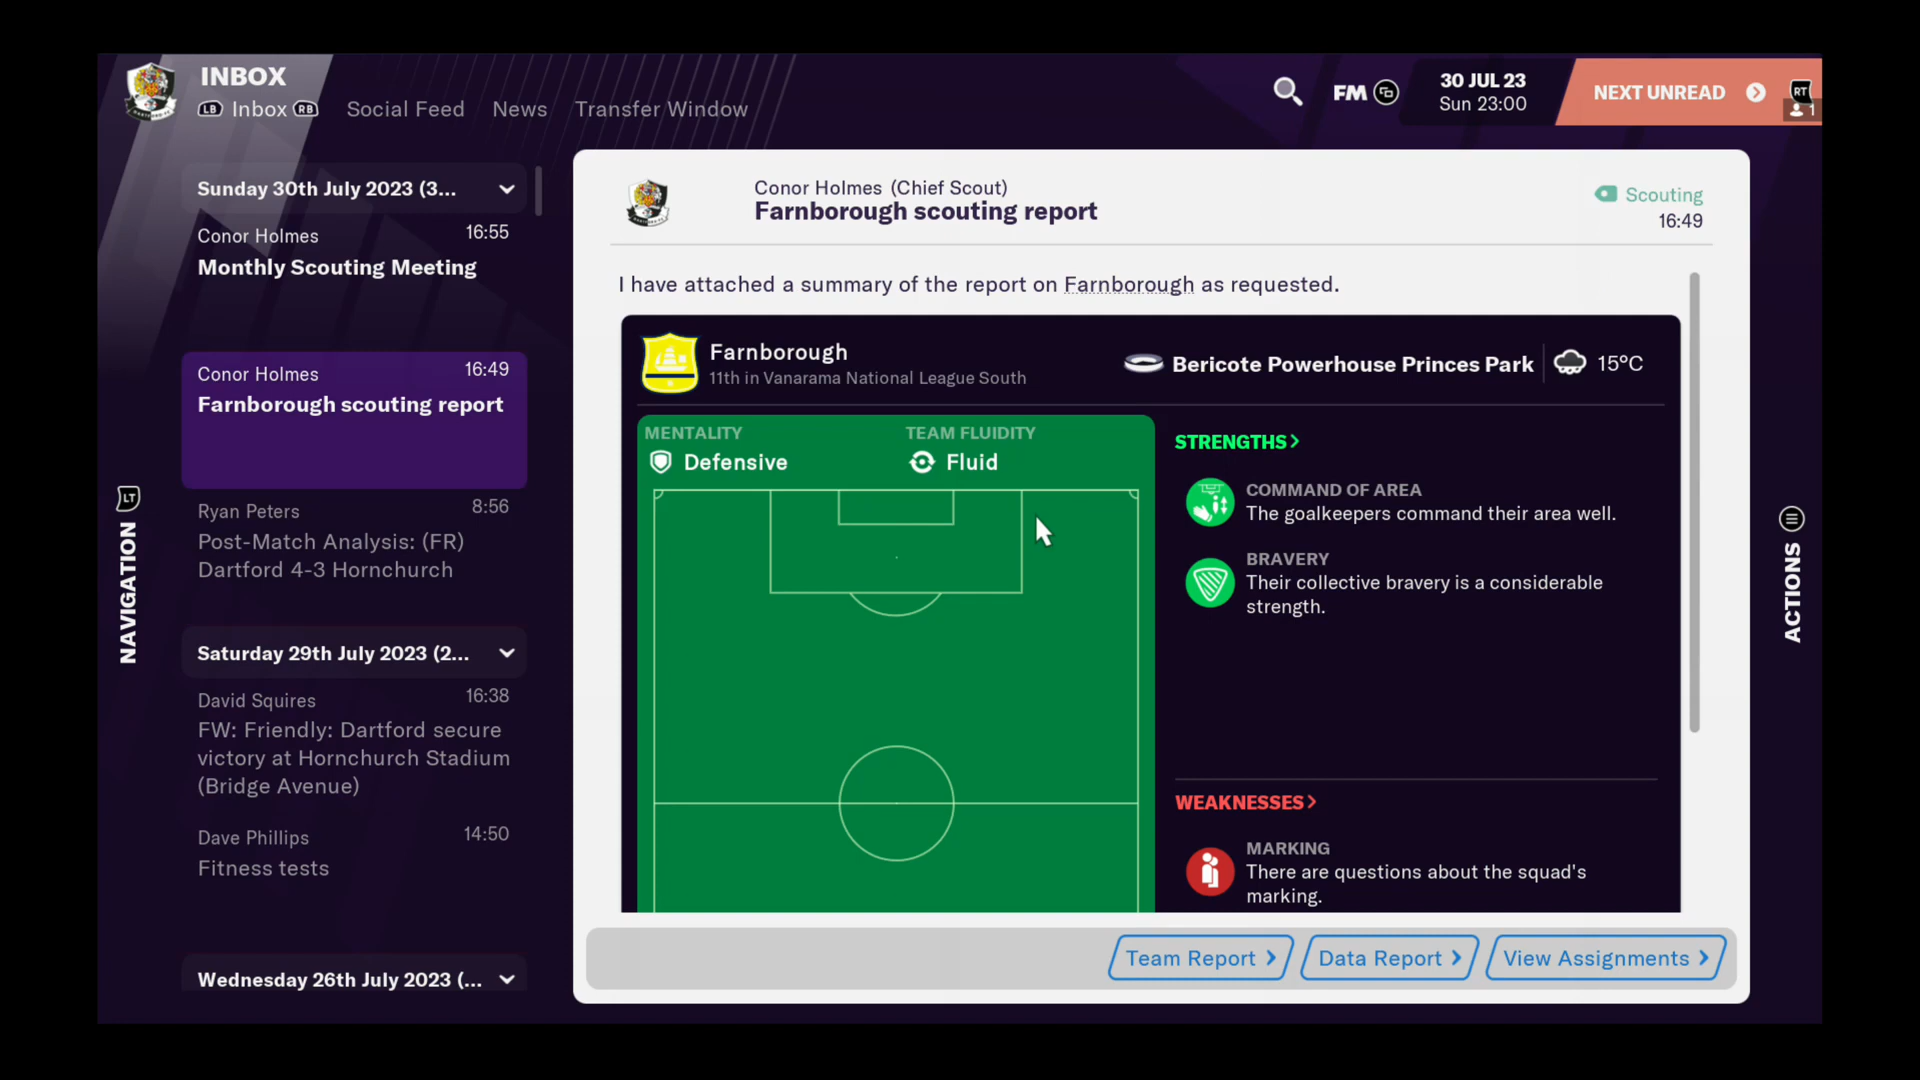 INBOX
LB Inbox RB
Social Feed
News
Transfer Window
FM
30 JUL 23
Sun 23:00
NEXT UNREAD
RT
1
Sunday 30th July 2023 (3...
Conor Holmes
16:55
Monthly Scouting Meeting
Conor Holmes
16:49
Farnborough scouting report
Ryan Peters
8:56
Post-Match Analysis: (FR)
Dartford 4-3 Hornchurch
Saturday 29th July 2023 (2...
David Squires
16:38
FW: Friendly: Dartford secure
victory at Hornchurch Stadium
(Bridge Avenue)
Dave Phillips
14:50
Fitness tests
Wednesday 26th July 2023 (...
LT
NAVIGATION
Conor Holmes (Chief Scout)
Farnborough scouting report
Scouting
16:49
I have attached a summary of the report on Farnborough as requested.
Farnborough
11th in Vanarama National League South
Bericote Powerhouse Princes Park
15°C
MENTALITY
Defensive
TEAM FLUIDITY
Fluid
STRENGTHS
COMMAND OF AREA
The goalkeepers command their area well.
BRAVERY
Their collective bravery is a considerable
strength.
WEAKNESSES
MARKING
There are questions about the squad's
marking.
Team Report
Data Report
View Assignments
ACTIONS